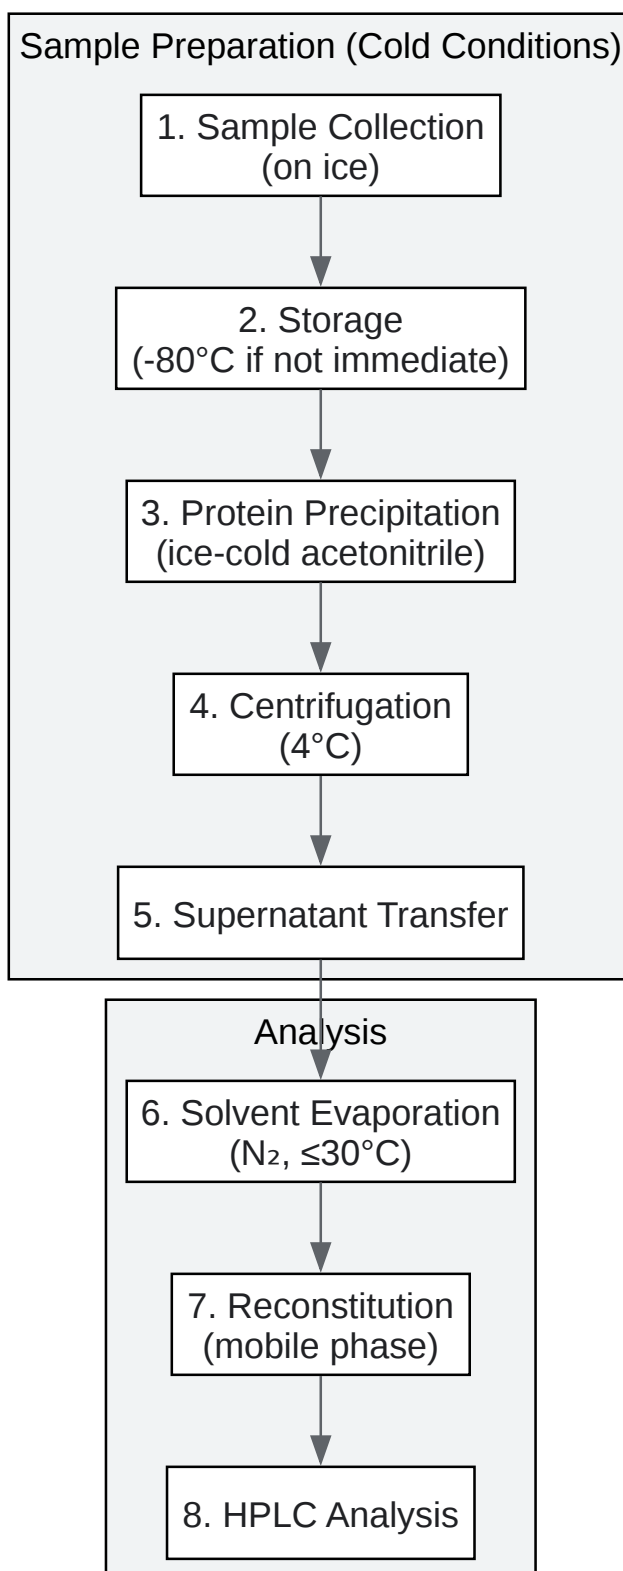 Sample Preparation (Cold Conditions)
1. Sample Collection
(on ice)
2. Storage
(-80°C if not immediate)
3. Protein Precipitation
(ice-cold acetonitrile)
4. Centrifugation
(4°C)
5. Supernatant Transfer
Analysis
6. Solvent Evaporation
(N₂, ≤30°C)
7. Reconstitution
(mobile phase)
8. HPLC Analysis